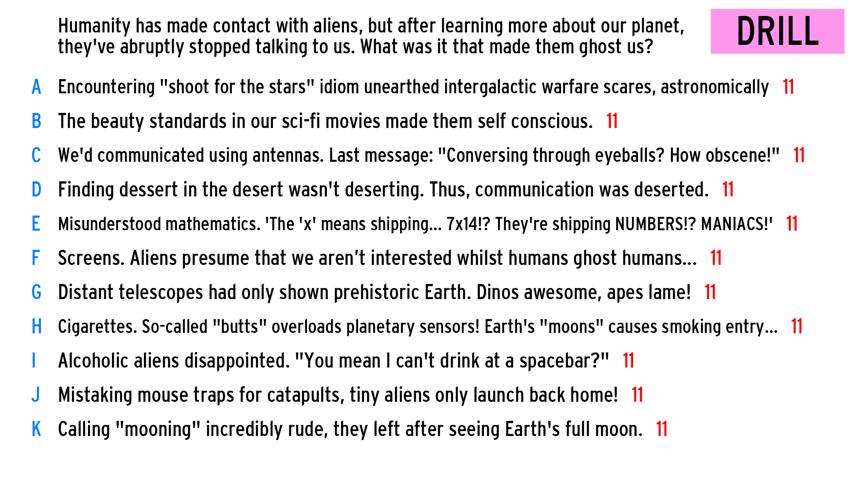 Humanity has made contact with aliens, but after learning more about our planet,
they've abruptly stopped talking to us. What was it that made them ghost us?
DRILL
A Encountering "shoot for the stars" idiom unearthed intergalactic warfare scares, astronomically 11
B The beauty standards in our sci-fi movies made them self conscious. 11
C We'd communicated using antennas. Last message: "Conversing through eyeballs? How obscene!" 11
D Finding dessert in the desert wasn't deserting. Thus, communication was deserted. 11
E Misunderstood mathematics. 'The 'x' means shipping... 7x14!? They're shipping NUMBERS!? MANIACS!' 11
F Screens. Aliens presume that we aren’t interested whilst humans ghost humans... 11
G Distant telescopes had only shown prehistoric Earth. Dinos awesome, apes lame! 11
H Cigarettes. So-called "butts" overloads planetary sensors! Earth's "moons" causes smoking entry... 11
I Alcoholic aliens disappointed. "You mean I can't drink at a spacebar?" 11
J Mistaking mouse traps for catapults, tiny aliens only launch back home! 11
K Calling "mooning" incredibly rude, they left after seeing Earth's full moon. 11